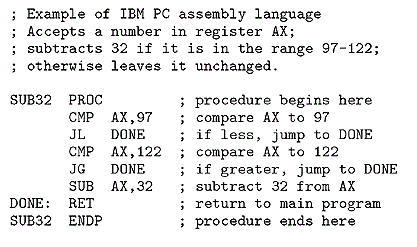 ; Example of IBM PC assembly language
; Accepts a number in register AX;
; subtracts 32 if it is in the range 97-122;
; otherwise leaves it unchanged.

SUB32  PROC          ; procedure begins here
       CMP  AX,97    ; compare AX to 97
       JL   DONE     ; if less, jump to DONE
       CMP  AX,122   ; compare AX to 122
       JG   DONE     ; if greater, jump to DONE
       SUB  AX,32    ; subtract 32 from AX
DONE:  RET           ; return to main program
SUB32  ENDP          ; procedure ends here